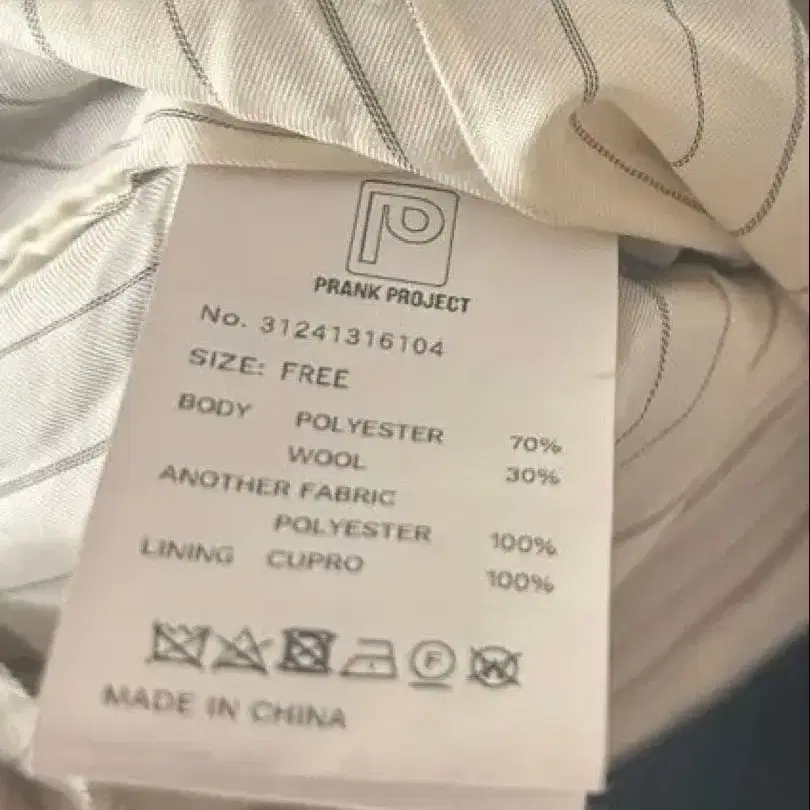 PRANK PROJECT
No. 31241316104
SIZE: FREE
BODY POLYESTER 70%
WOOL 30%
ANOTHER FABRIC
POLYESTER 100%
LINING CUPRO 100%
F W
MADE IN CHINA